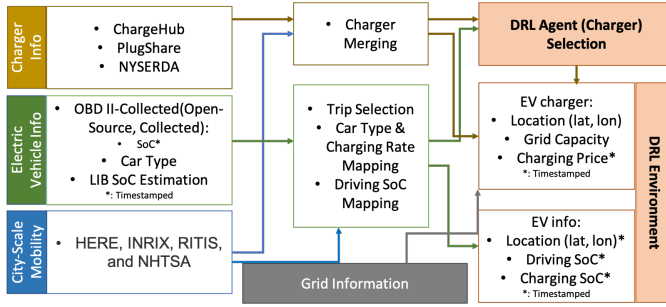 Charger
Info
• ChargeHub
• PlugShare
• NYSERDA
• Charger
Merging
DRL Agent (Charger)
Selection
Electric
Vehicle Info
• OBD II-Collected(Open-
Source, Collected):
• SoC*
• Car Type
• LIB SoC Estimation
*: Timestamped
• Trip Selection
• Car Type &
Charging Rate
Mapping
• Driving SoC
Mapping
EV charger:
• Location (lat, lon)
• Grid Capacity
• Charging Price*
*: Timestamped
DRL Environment
City-Scale
Mobility
• HERE, INRIX, RITIS,
and NHTSA
Grid Information
EV info:
• Location (lat, lon)*
• Driving SoC*
• Charging SoC*
*: Timestamped